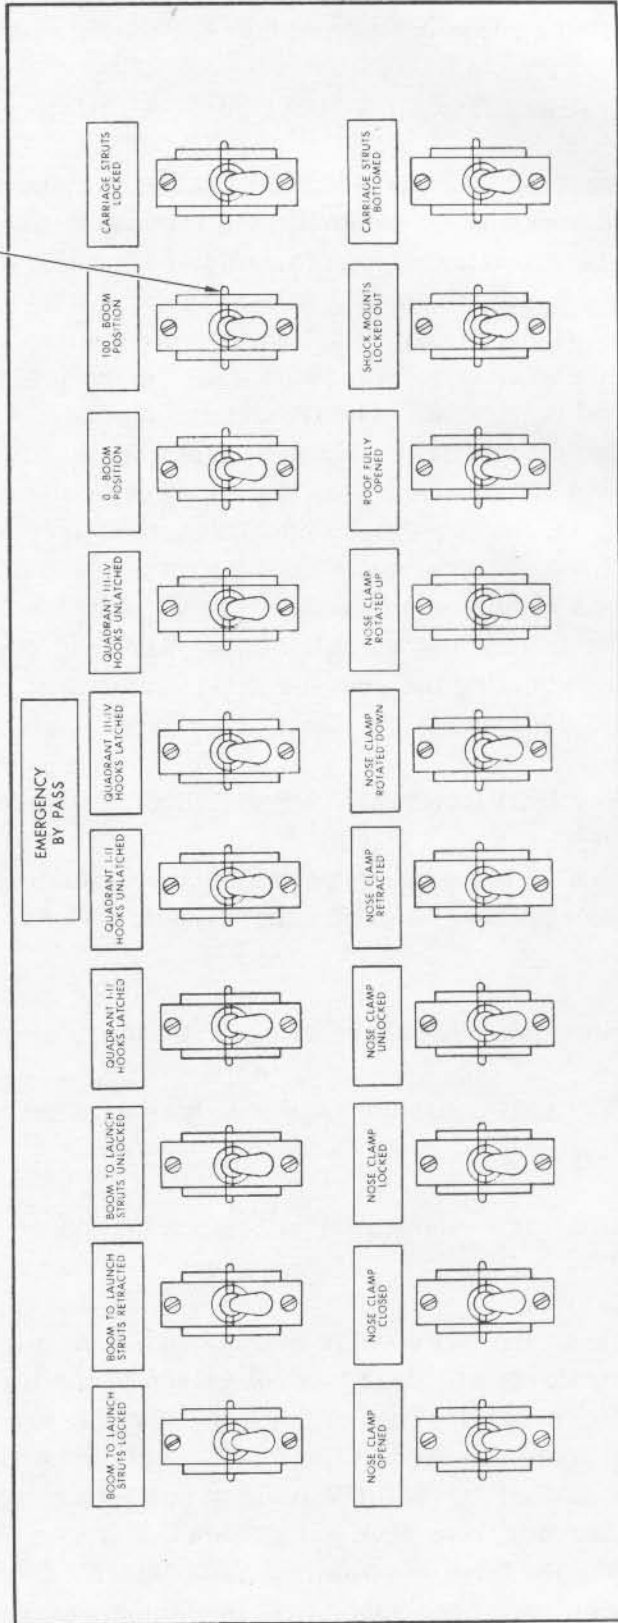 EMERGENCY
BY PASS
BOOM TO LAUNCH
STRUTS LOCKED
BOOM TO LAUNCH
STRUTS RETRACTED
BOOM TO LAUNCH
STRUTS UNLOCKED
QUADRANT I-II
HOOKS LATCHED
QUADRANT I-II
HOOKS UNLATCHED
QUADRANT III-IV
HOOKS LATCHED
QUADRANT III-IV
HOOKS UNLATCHED
0 BOOM
POSITION
100 BOOM
POSITION
CARRIAGE STRUTS
LOCKED
NOSE CLAMP
OPENED
NOSE CLAMP
CLOSED
NOSE CLAMP
LOCKED
NOSE CLAMP
UNLOCKED
NOSE CLAMP
RETRACTED
NOSE CLAMP
ROTATED DOWN
NOSE CLAMP
ROTATED UP
ROOF FULLY
OPENED
SHOCK MOUNTS
LOCKED OUT
CARRIAGE STRUTS
BOTTOMED